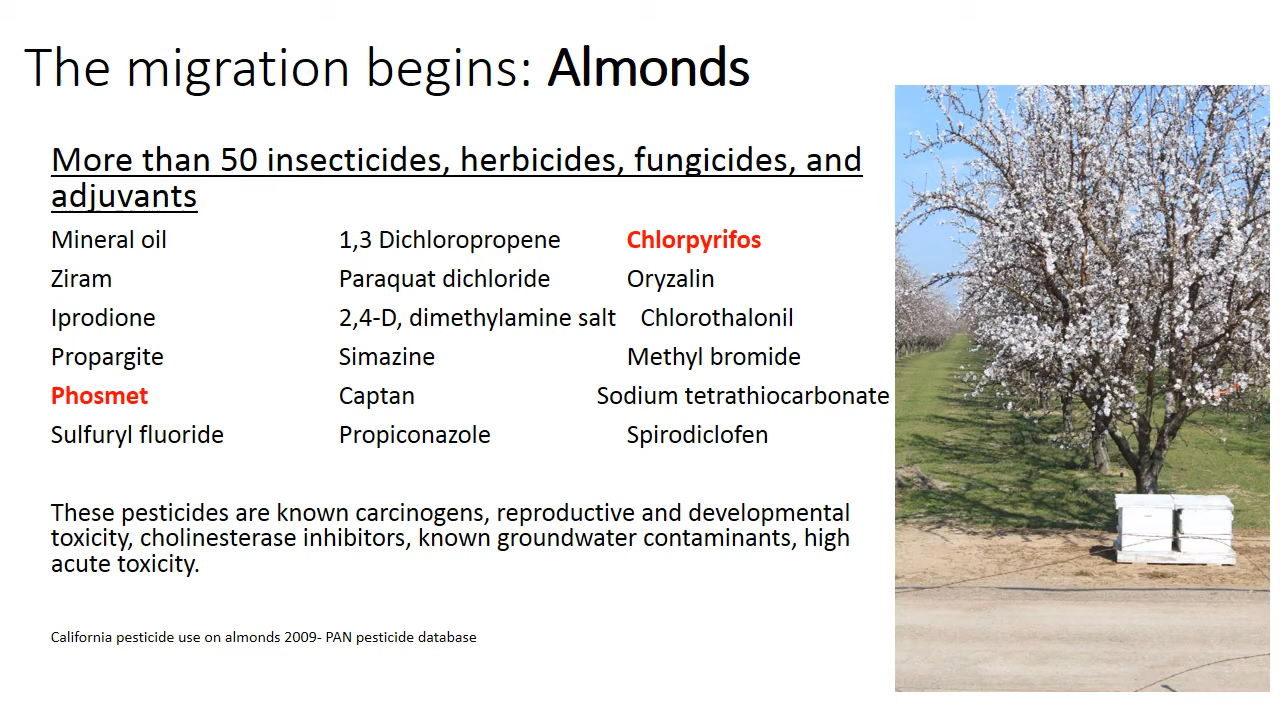 The migration begins: Almonds
More than 50 insecticides, herbicides, fungicides, and
adjuvants
Mineral oil 1,3 Dichloropropene Chlorpyrifos
Ziram Paraquat dichloride Oryzalin
Iprodione 2,4-D, dimethylamine salt Chlorothalonil
Propargite Simazine Methyl bromide
Phosmet Captan Sodium tetrathiocarbonate
Sulfuryl fluoride Propiconazole Spirodiclofen
These pesticides are known carcinogens, reproductive and developmental
toxicity, cholinesterase inhibitors, known groundwater contaminants, high
acute toxicity.
California pesticide use on almonds 2009- PAN pesticide database